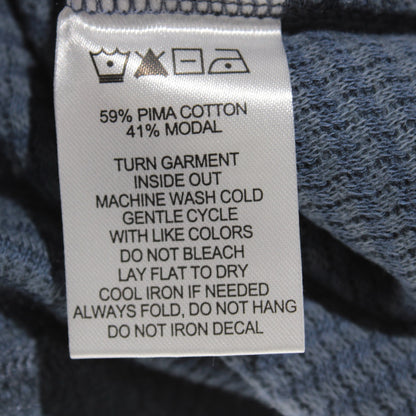 59% PIMA COTTON
41% MODAL
TURN GARMENT
INSIDE OUT
MACHINE WASH COLD
GENTLE CYCLE
WITH LIKE COLORS
DO NOT BLEACH
LAY FLAT TO DRY
COOL IRON IF NEEDED
ALWAYS FOLD, DO NOT HANG
DO NOT IRON DECAL